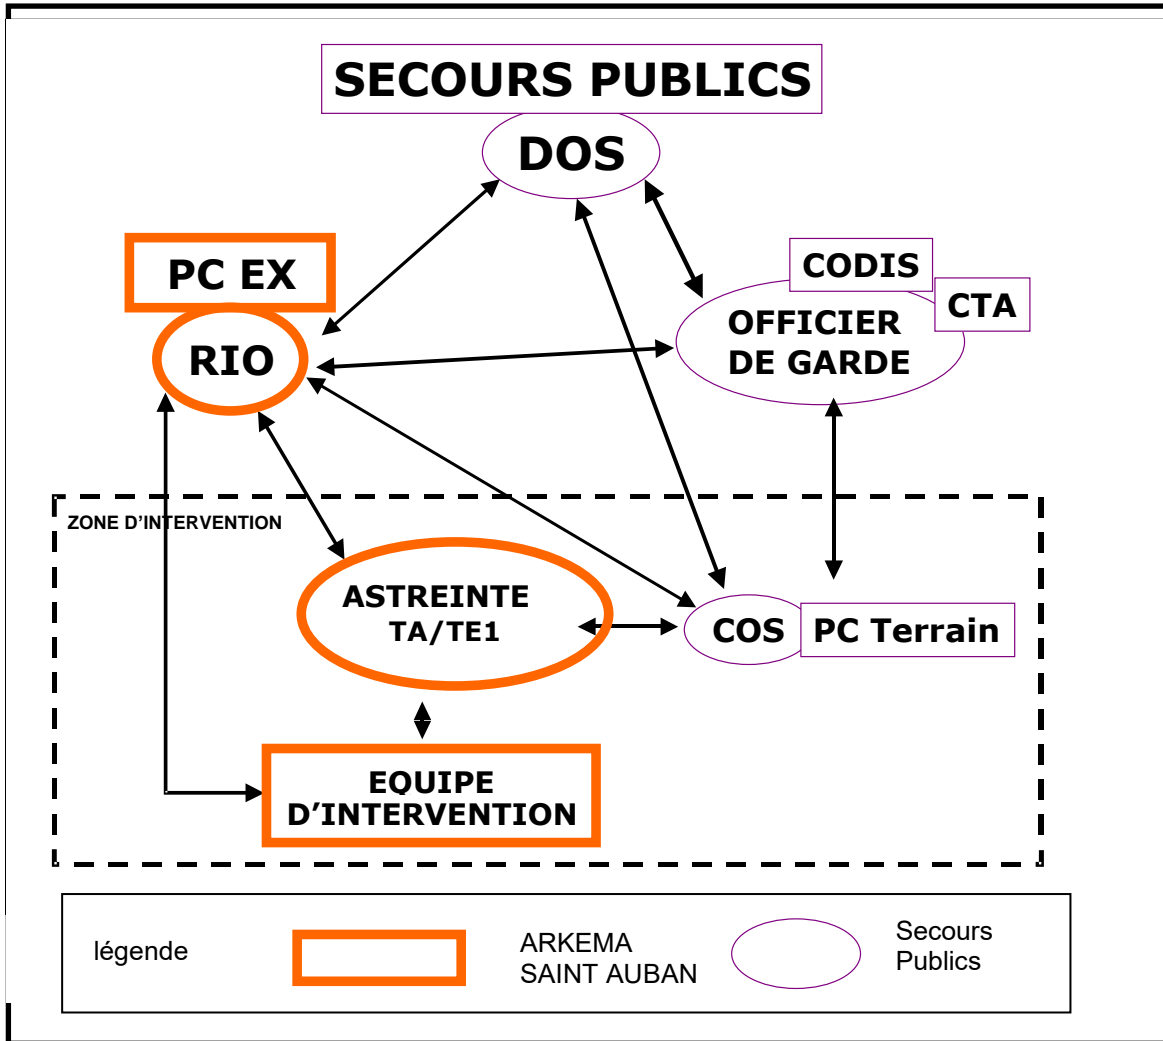 SECOURS PUBLICS
DOS
PC EX
RIO
CODIS
CTA
OFFICIER
DE GARDE
ZONE D'INTERVENTION
ASTREINTE
TA/TE1
COS
PC Terrain
EQUIPE
D’INTERVENTION
légende
ARKEMA
SAINT AUBAN
Secours
Publics